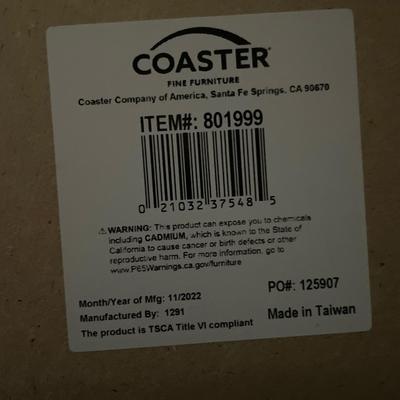 COASTER
FINE FURNITURE
Coaster Company of America, Santa Fe Springs, CA 90670
ITEM#: 801999
0 21032 37548 5
⚠WARNING: This product can expose you to chemicals
including CADMIUM, which is known to the State of
California to cause cancer or birth defects or other
reproductive harm. For more information, go to
www.P65Warnings.ca.gov/furniture
PO#: 125907
Month/Year of Mfg: 11/2022
Manufactured By: 1291
Made in Taiwan
The product is TSCA Title VI compliant